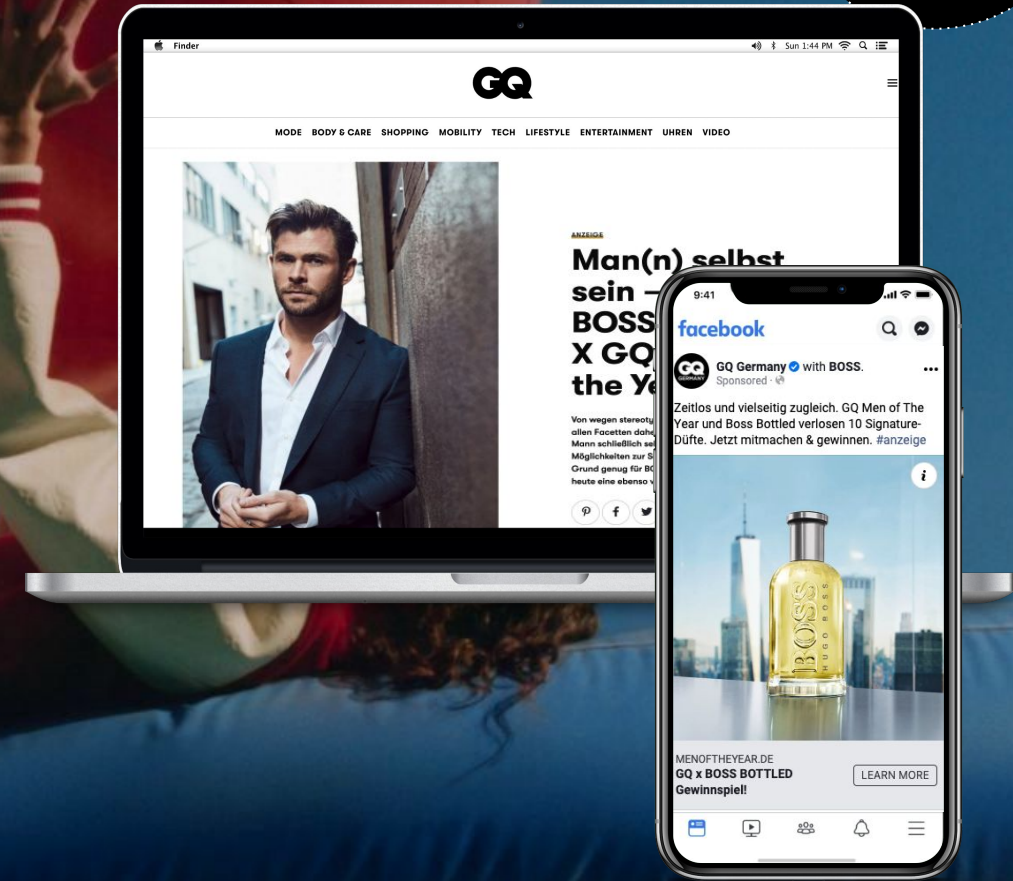 Finder
Sun 1:44 PM
GQ
MODE BODY & CARE SHOPPING MOBILITY TECH LIFESTYLE ENTERTAINMENT UHREN VIDEO
ANZEIGE
Man(n) selbst
sein –
BOSS
X GQ
the Ye
Von wegen stereoty
allen Facetten dahe
Mann schließlich sel
Möglichkeiten zur S
Grund genug für BO
heute eine ebenso v
9:41
facebook
GQ GERMANY
GQ Germany with BOSS.
Sponsored ·
Zeitlos und vielseitig zugleich. GQ Men of The
Year und Boss Bottled verlosen 10 Signature-
Düfte. Jetzt mitmachen & gewinnen. #anzeige
BOSS
HUGO BOSS
MENOFTHEYEAR.DE
GQ x BOSS BOTTLED
Gewinnspiel!
LEARN MORE